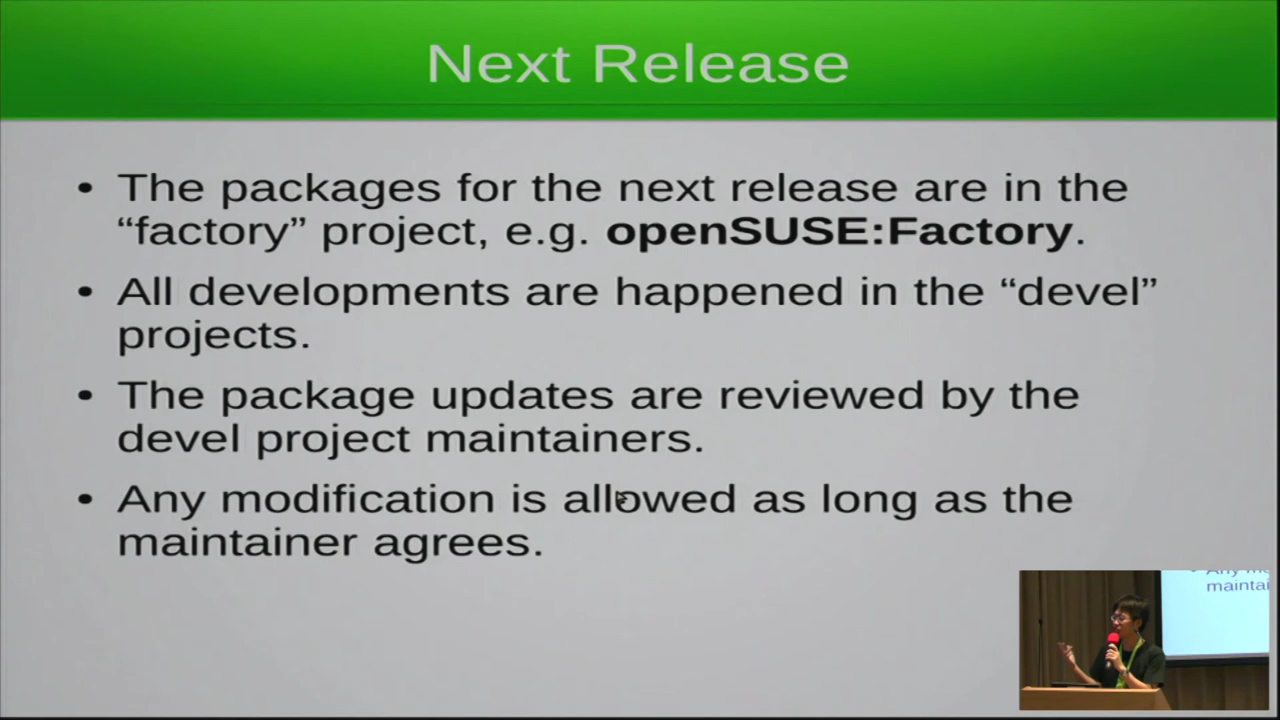 Next Release
• The packages for the next release are in the
“factory” project, e.g. openSUSE:Factory.
• All developments are happened in the “devel”
projects.
• The package updates are reviewed by the
devel project maintainers.
• Any modification is allowed as long as the
maintainer agrees.
maintai